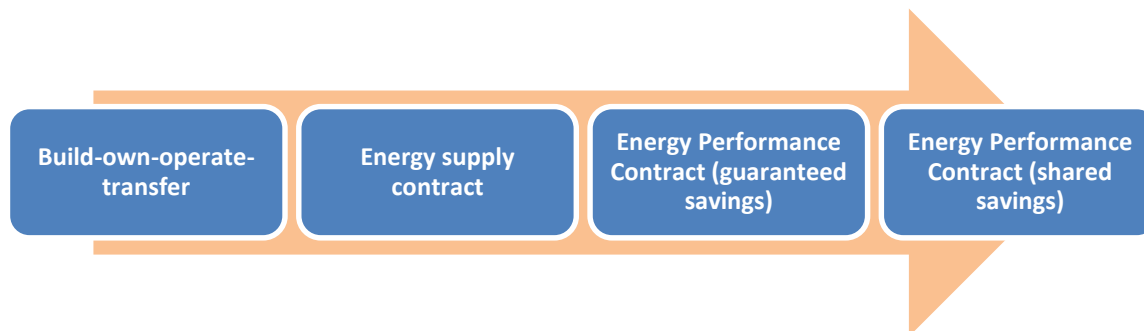 Build-own-operate-
transfer
Energy supply
contract
Energy Performance
Contract (guaranteed
savings)
Energy Performance
Contract (shared
savings)